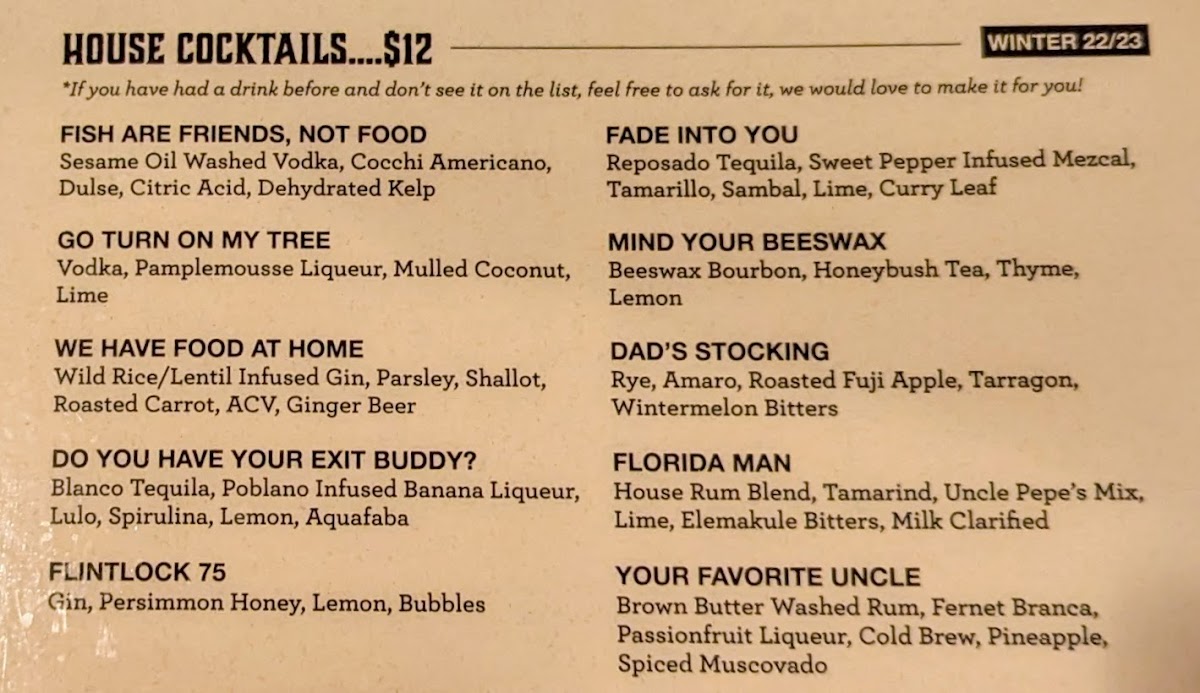 HOUSE COCKTAILS....$12
WINTER 22/23
*If you have had a drink before and don't see it on the list, feel free to ask for it, we would love to make it for you!
FISH ARE FRIENDS, NOT FOOD
Sesame Oil Washed Vodka, Cocchi Americano,
Dulse, Citric Acid, Dehydrated Kelp
GO TURN ON MY TREE
Vodka, Pamplemousse Liqueur, Mulled Coconut,
Lime
WE HAVE FOOD AT HOME
Wild Rice/Lentil Infused Gin, Parsley, Shallot,
Roasted Carrot, ACV, Ginger Beer
DO YOU HAVE YOUR EXIT BUDDY?
Blanco Tequila, Poblano Infused Banana Liqueur,
Lulo, Spirulina, Lemon, Aquafaba
FLINTLOCK 75
Gin, Persimmon Honey, Lemon, Bubbles
FADE INTO YOU
Reposado Tequila, Sweet Pepper Infused Mezcal,
Tamarillo, Sambal, Lime, Curry Leaf
MIND YOUR BEESWAX
Beeswax Bourbon, Honeybush Tea, Thyme,
Lemon
DAD'S STOCKING
Rye, Amaro, Roasted Fuji Apple, Tarragon,
Wintermelon Bitters
FLORIDA MAN
House Rum Blend, Tamarind, Uncle Pepe's Mix,
Lime, Elemakule Bitters, Milk Clarified
YOUR FAVORITE UNCLE
Brown Butter Washed Rum, Fernet Branca,
Passionfruit Liqueur, Cold Brew, Pineapple,
Spiced Muscovado